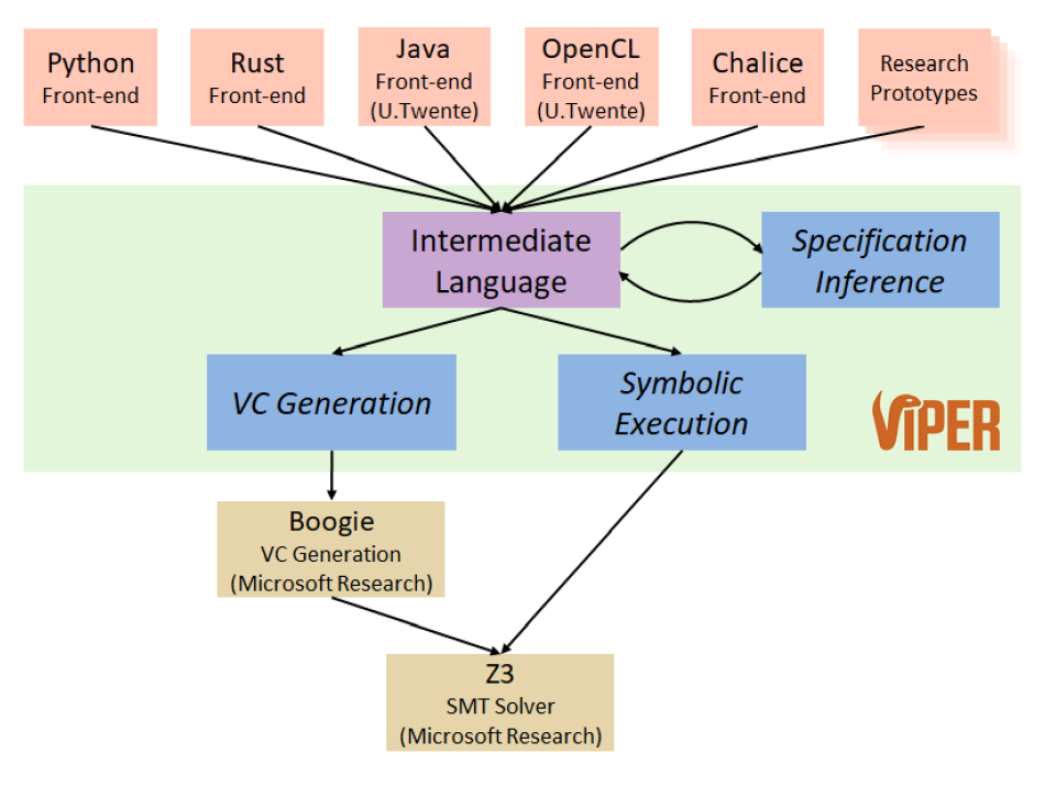 Python
Front-end
Rust
Front-end
Java
Front-end
(U.Twente)
OpenCL
Front-end
(U.Twente)
Chalice
Front-end
Research
Prototypes
Intermediate
Language
Specification
Inference
VC Generation
Symbolic
Execution
VIPER
Boogie
VC Generation
(Microsoft Research)
Z3
SMT Solver
(Microsoft Research)